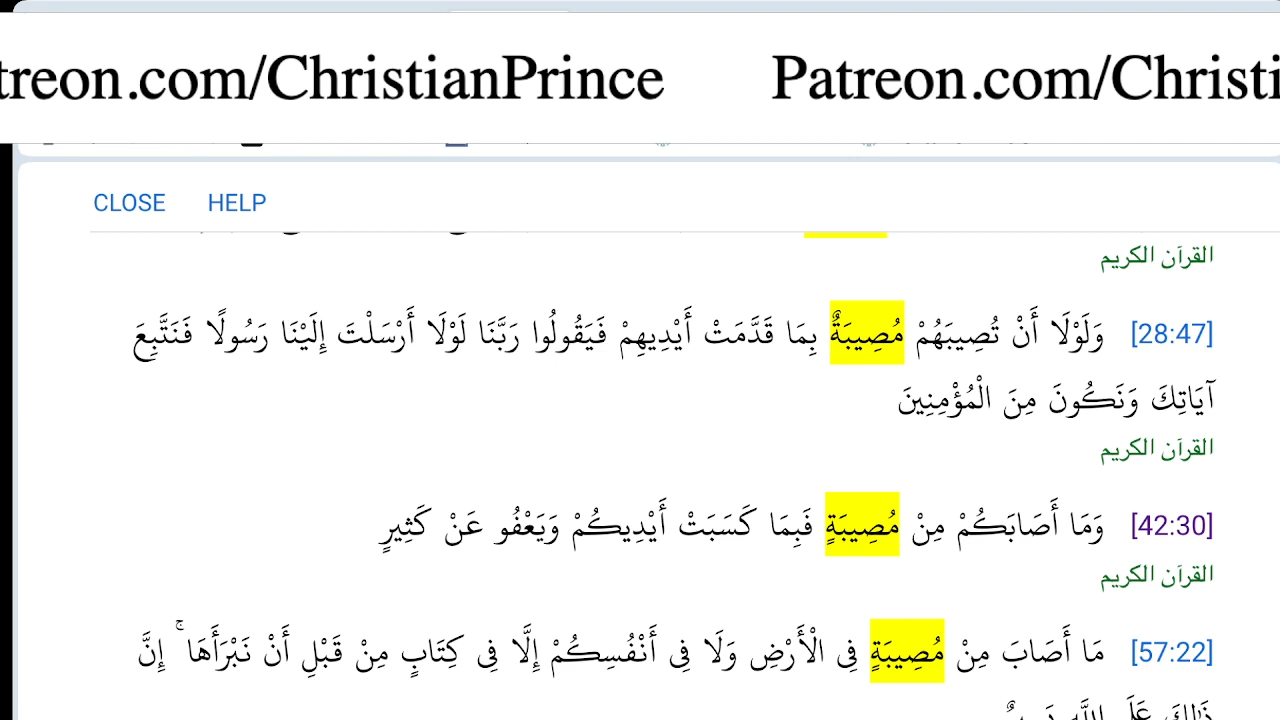 treon.com/ChristianPrince Patreon.com/Christi
CLOSE HELP
القرآن الكريم
[28:47] وَلَوْلَا أَنْ تُصِيبَهُمْ مُصِيبَةٌ بِمَا قَدَّمَتْ أَيْدِيهِمْ فَيَقُولُوا رَبَّنَا لَوْلَا أَرْسَلْتَ إِلَيْنَا رَسُولًا فَنَتَّبِعَ
آيَاتِكَ وَنَكُونَ مِنَ الْمُؤْمِنِينَ
القرآن الكريم
[42:30] وَمَا أَصَابَكُمْ مِنْ مُصِيبَةٍ فَبِمَا كَسَبَتْ أَيْدِيكُمْ وَيَعْفُو عَنْ كَثِيرٍ
القرآن الكريم
[57:22] مَا أَصَابَ مِنْ مُصِيبَةٍ فِى الْأَرْضِ وَلَا فِى أَنْفُسِكُمْ إِلَّا فِى كِتَابٍ مِنْ قَبْلِ أَنْ نَبْرَأَهَا ۚ إِنَّ
ذَٰلِكَ عَلَى اللَّهِ